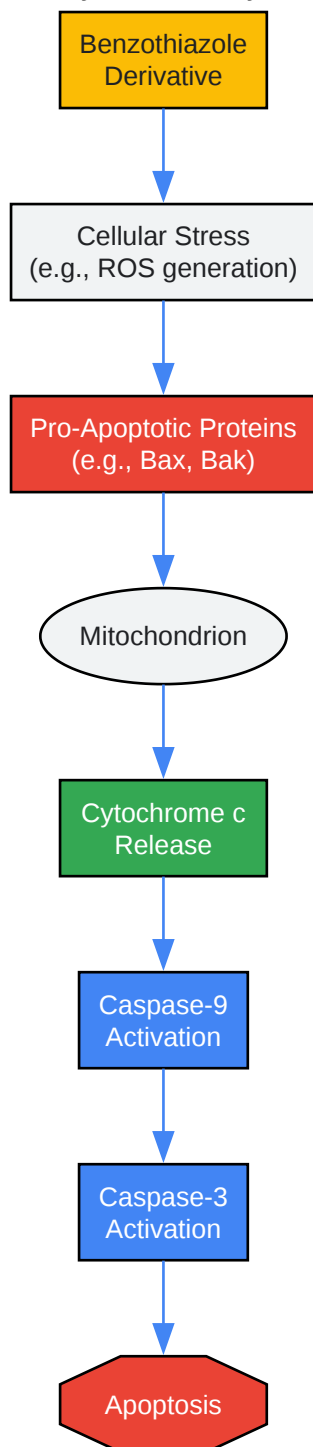 Benzothiazole
Derivative
Cellular Stress
(e.g., ROS generation)
Pro-Apoptotic Proteins
(e.g., Bax, Bak)
Mitochondrion
Cytochrome c
Release
Caspase-9
Activation
Caspase-3
Activation
Apoptosis